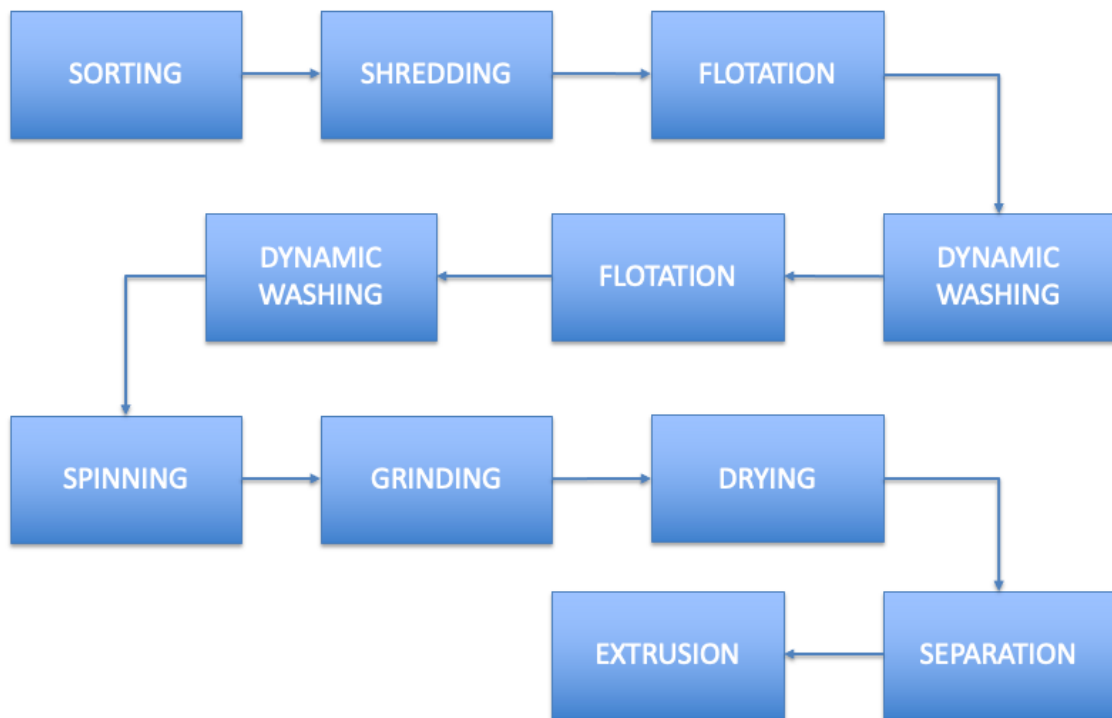 SORTING
SHREDDING
FLOTATION
DYNAMIC
WASHING
FLOTATION
DYNAMIC
WASHING
SPINNING
GRINDING
DRYING
EXTRUSION
SEPARATION